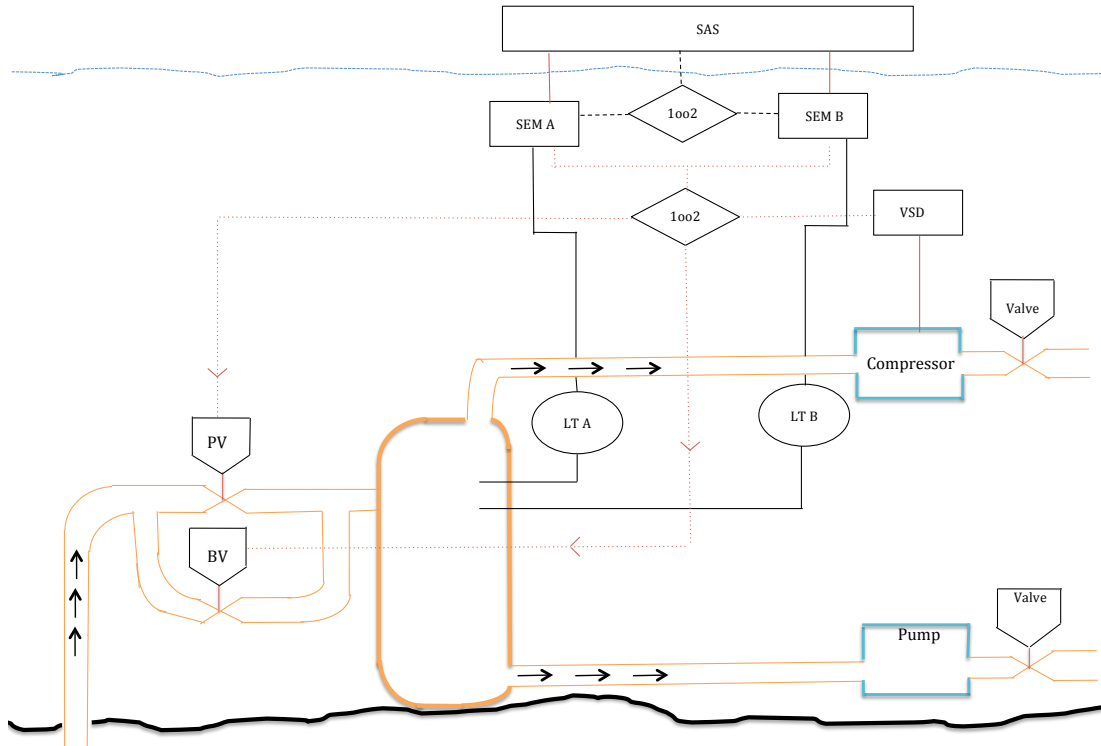 SAS
SEM A
1oo2
SEM B
1oo2
VSD
Valve
Compressor
LT A
LT B
PV
BV
Valve
Pump